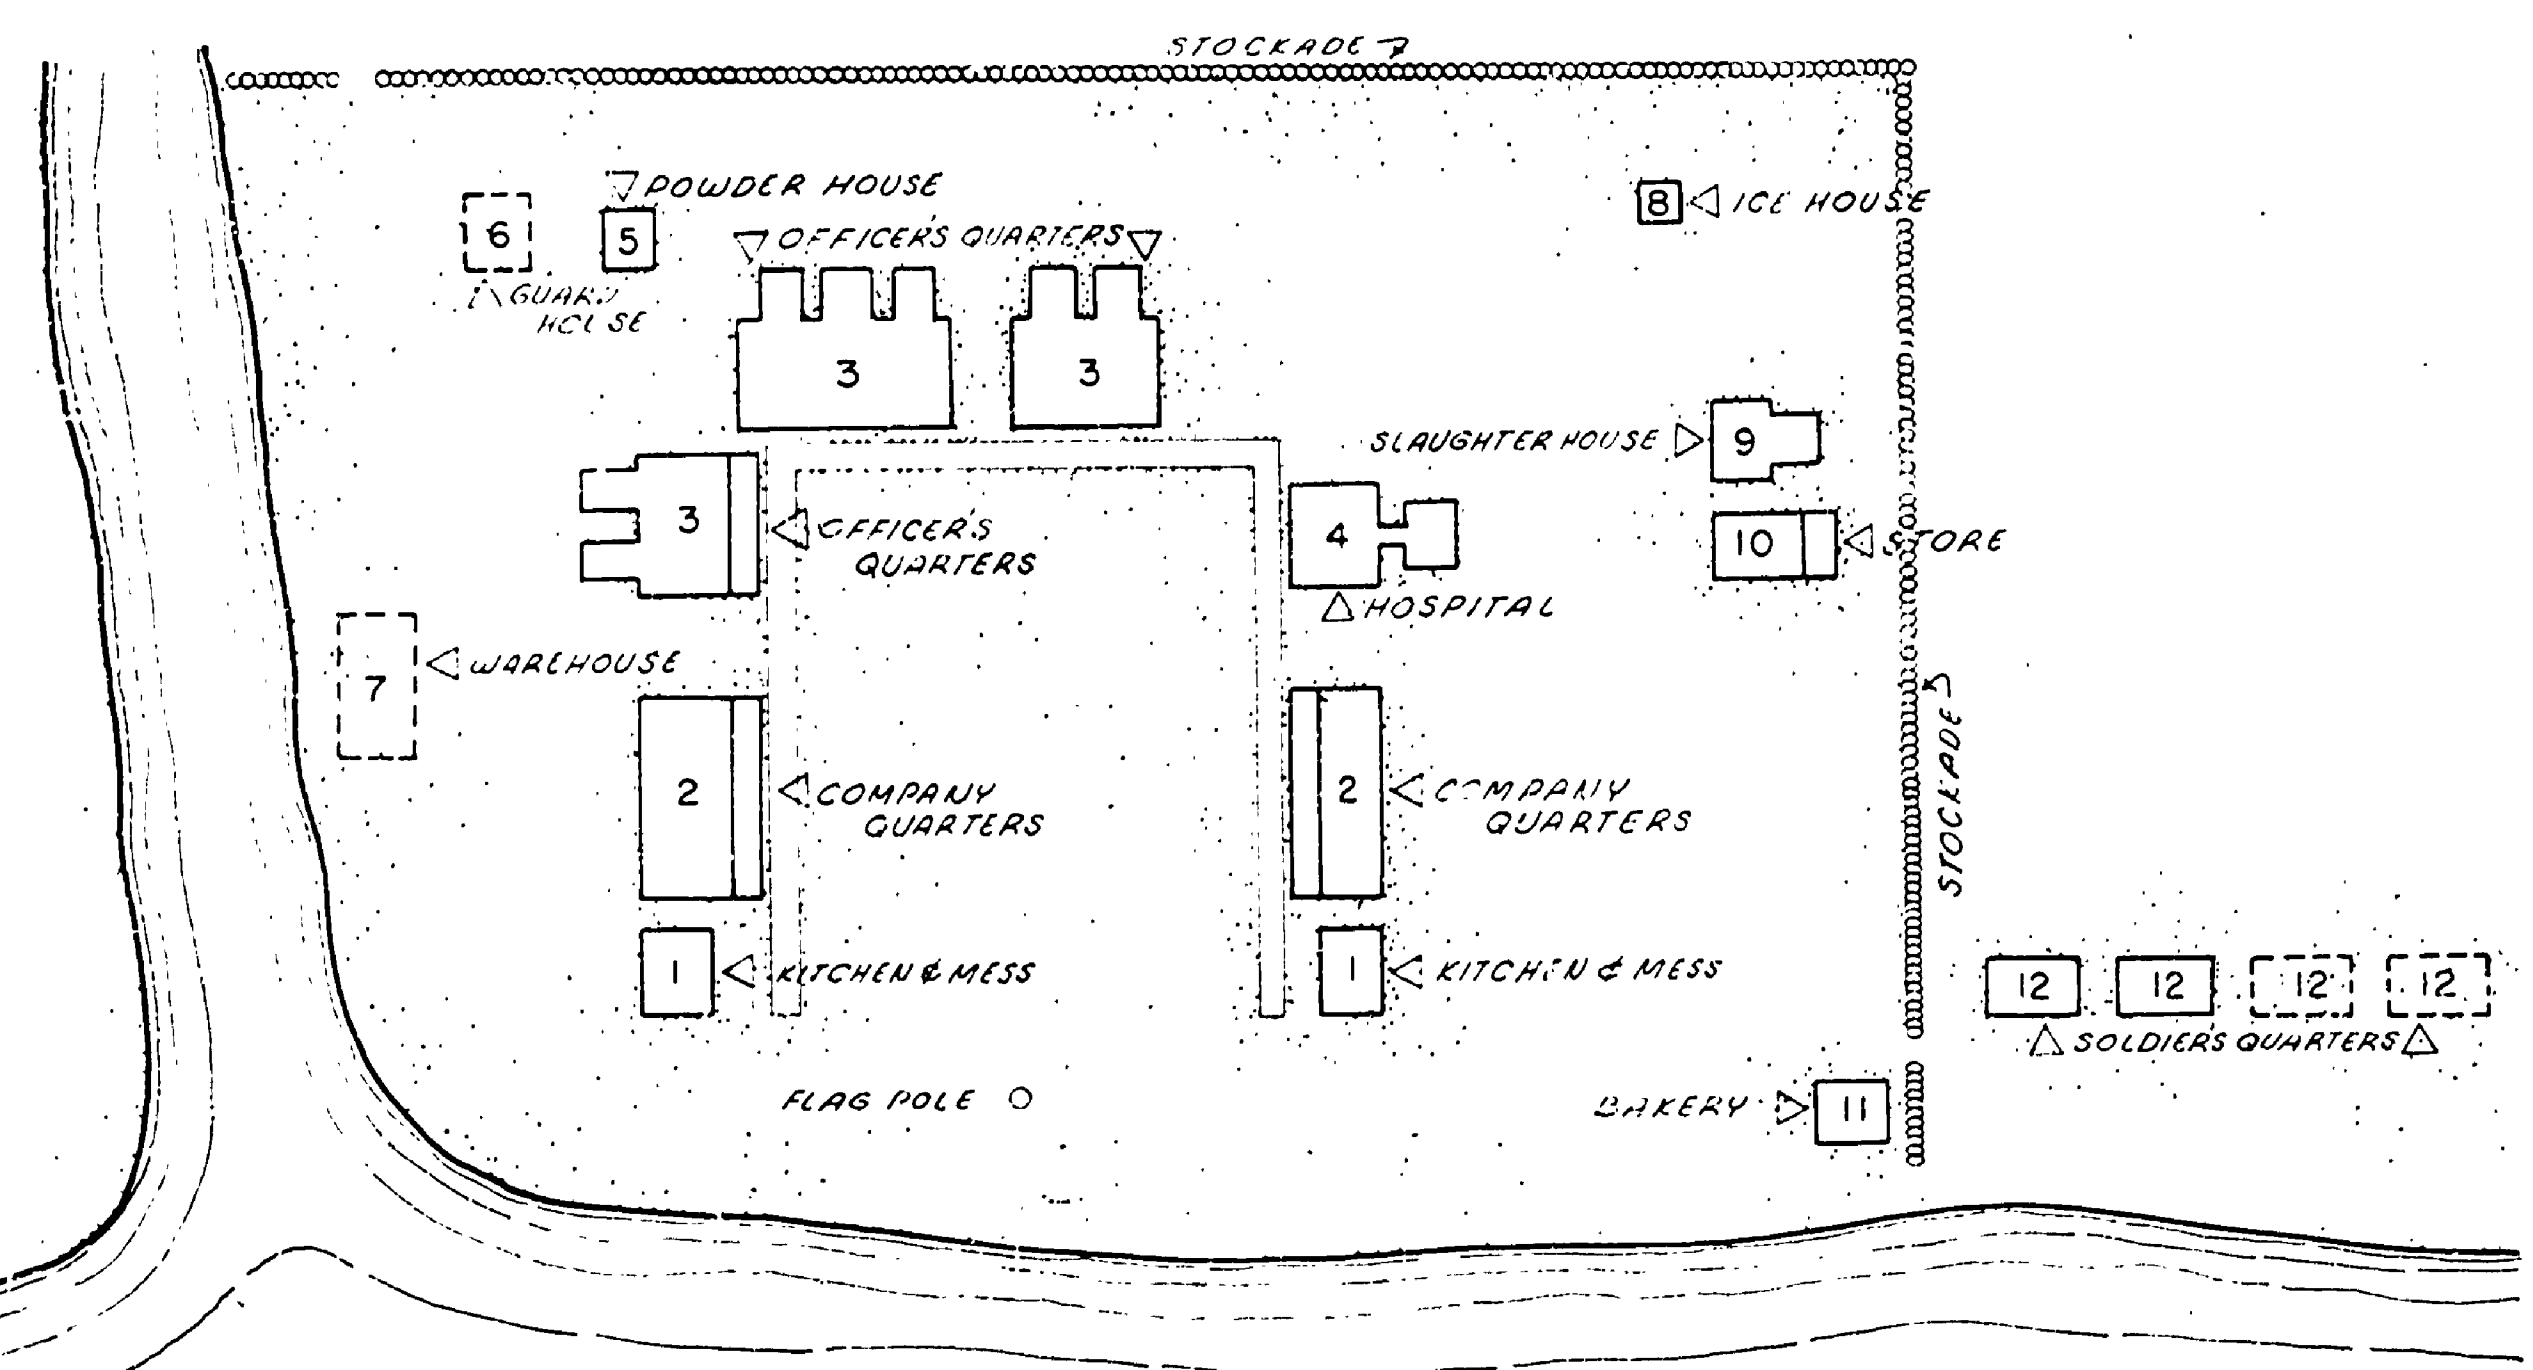 STOCKADE
POWDER HOUSE
6
5
8
ICE HOUSE
OFFICER'S QUARTERS
GUARD
HOUSE
3
3
SLAUGHTER HOUSE
9
3
OFFICER'S
QUARTERS
4
10
STORE
HOSPITAL
7
WAREHOUSE
STOCKADE
2
COMPANY
QUARTERS
2
COMPANY
QUARTERS
1
KITCHEN & MESS
1
KITCHEN & MESS
12
12
12
12
SOLDIER'S QUARTERS
FLAG POLE
BAKERY
11